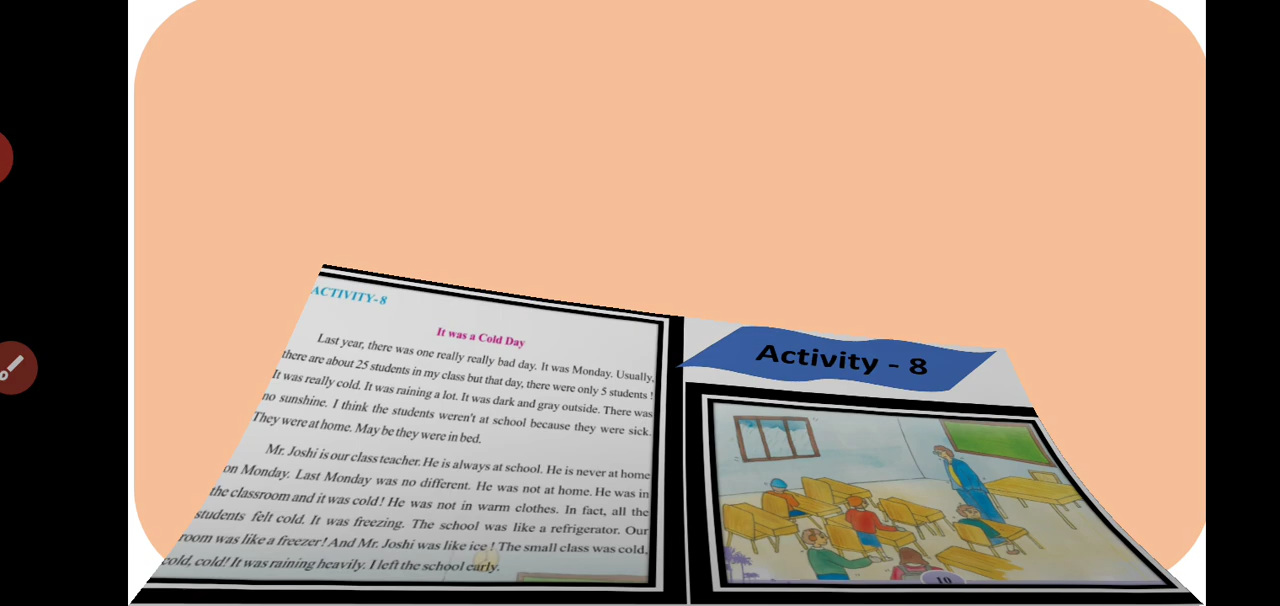 ACTIVITY-8
It was a Cold Day
Last year, there was one really really bad day. It was Monday. Usually,
there are about 25 students in my class but that day, there were only 5 students !
It was really cold. It was raining a lot. It was dark and gray outside. There was
no sunshine. I think the students weren't at school because they were sick.
They were at home. May be they were in bed.
Mr. Joshi is our class teacher. He is always at school. He is never at home
on Monday. Last Monday was no different. He was not at home. He was in
the classroom and it was cold! He was not in warm clothes. In fact, all the
students felt cold. It was freezing. The school was like a refrigerator. Our
room was like a freezer! And Mr. Joshi was like ice ! The small class was cold,
cold, cold! It was raining heavily. I left the school early.
Activity - 8
10